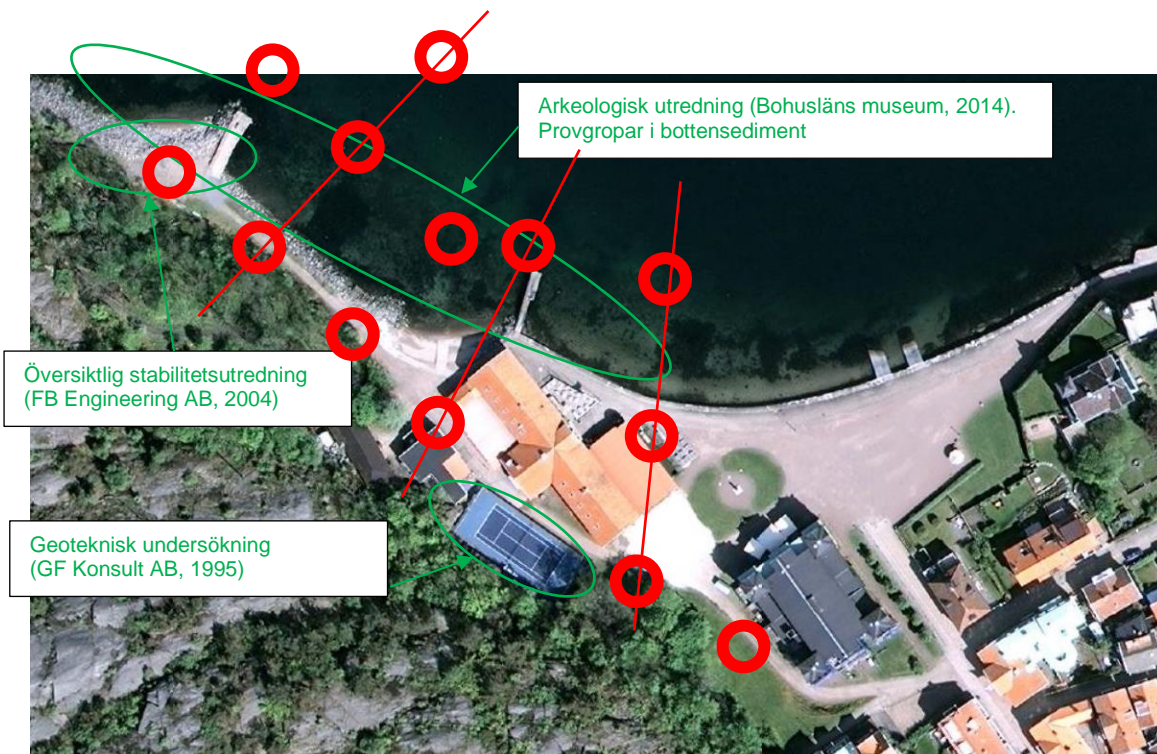 Arkeologisk utredning (Bohusläns museum, 2014).
Provgropar i bottensediment
Översiktlig stabilitetsutredning
(FB Engineering AB, 2004)
Geoteknisk undersökning
(GF Konsult AB, 1995)